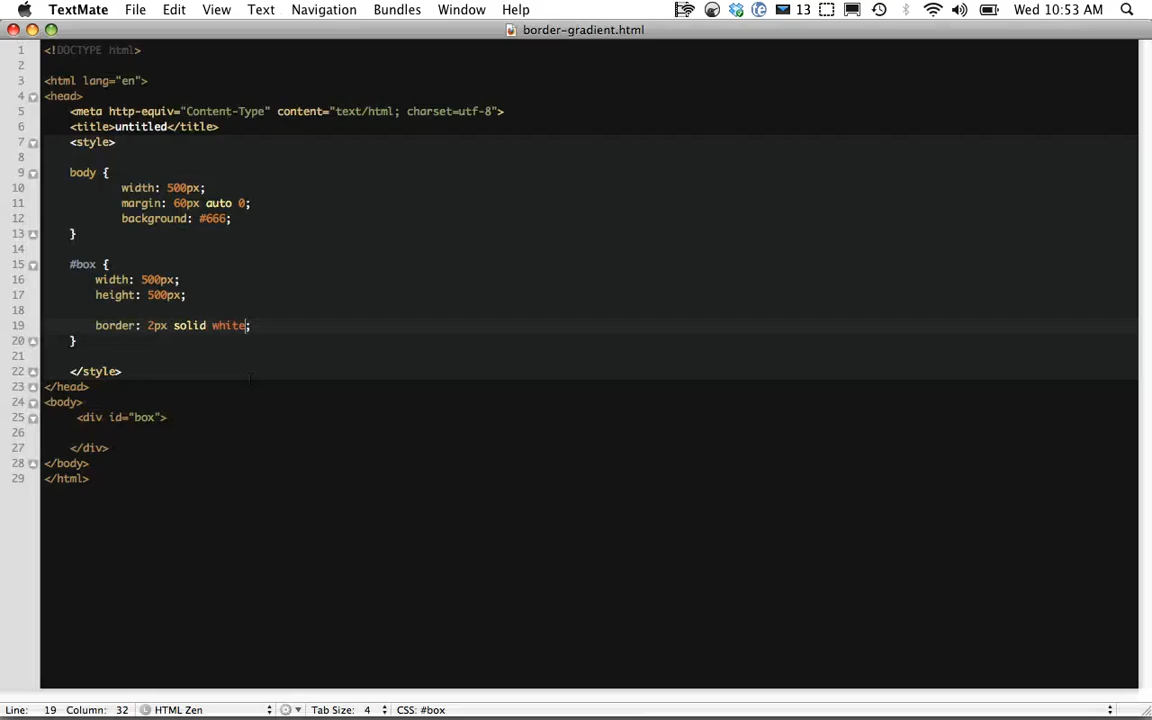 TextMate File Edit View Text Navigation Bundles Window Help 13 Wed 10:53 AM
border-gradient.html
1 <!DOCTYPE html>
2
3 <html lang="en">
4 <head>
5 <meta http-equiv="Content-Type" content="text/html; charset=utf-8">
6 <title>untitled</title>
7 <style>
8
9 body {
10 width: 500px;
11 margin: 60px auto 0;
12 background: #666;
13 }
14
15 #box {
16 width: 500px;
17 height: 500px;
18
19 border: 2px solid white;
20 }
21
22 </style>
23 </head>
24 <body>
25 <div id="box">
26
27 </div>
28 </body>
29 </html>
Line: 19 Column: 32 L HTML Zen Tab Size: 4 CSS: #box